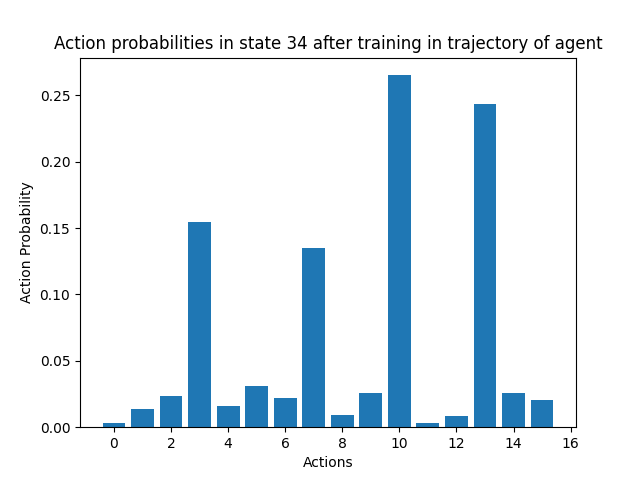 Action probabilities in state 34 after training in trajectory of agent
Action Probability
0.25
0.20
0.15
0.10
0.05
0.00
0 2 4 6 8 10 12 14 16
Actions